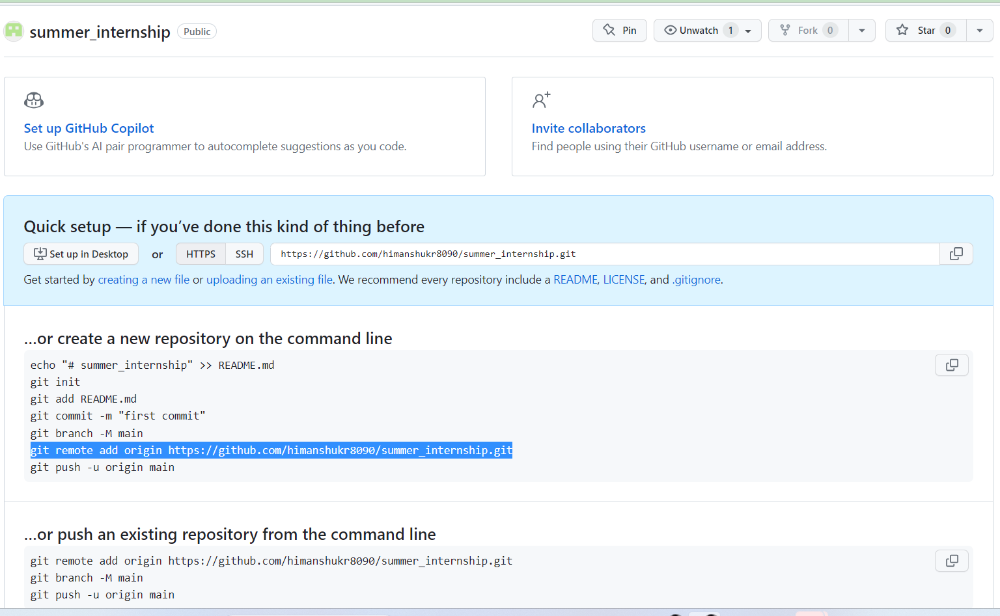 summer_internship Public Pin Unwatch 1 Fork 0 Star 0
Set up GitHub Copilot
Use GitHub's AI pair programmer to autocomplete suggestions as you code.
Invite collaborators
Find people using their GitHub username or email address.
Quick setup — if you’ve done this kind of thing before
Set up in Desktop or HTTPS SSH https://github.com/himanshukr8090/summer_internship.git
Get started by creating a new file or uploading an existing file. We recommend every repository include a README, LICENSE, and .gitignore.
…or create a new repository on the command line
echo "# summer_internship" >> README.md
git init
git add README.md
git commit -m "first commit"
git branch -M main
git remote add origin https://github.com/himanshukr8090/summer_internship.git
git push -u origin main
…or push an existing repository from the command line
git remote add origin https://github.com/himanshukr8090/summer_internship.git
git branch -M main
git push -u origin main